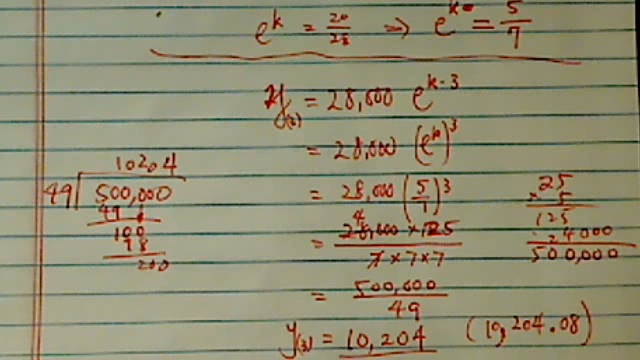 e^k = 20/28 ⇒ e^k = 5/7
y(3) = 28,000 e^k·3
= 28,000 (e^k)^3
= 28,000 (5/7)^3
= 28,000 × 125 / 7 × 7 × 7
4
= 500,000 / 49
y(3) = 10,204 (10,204.08)
10204
49 500,000
49
100
98
200
25
× 5
125
4000
500,000